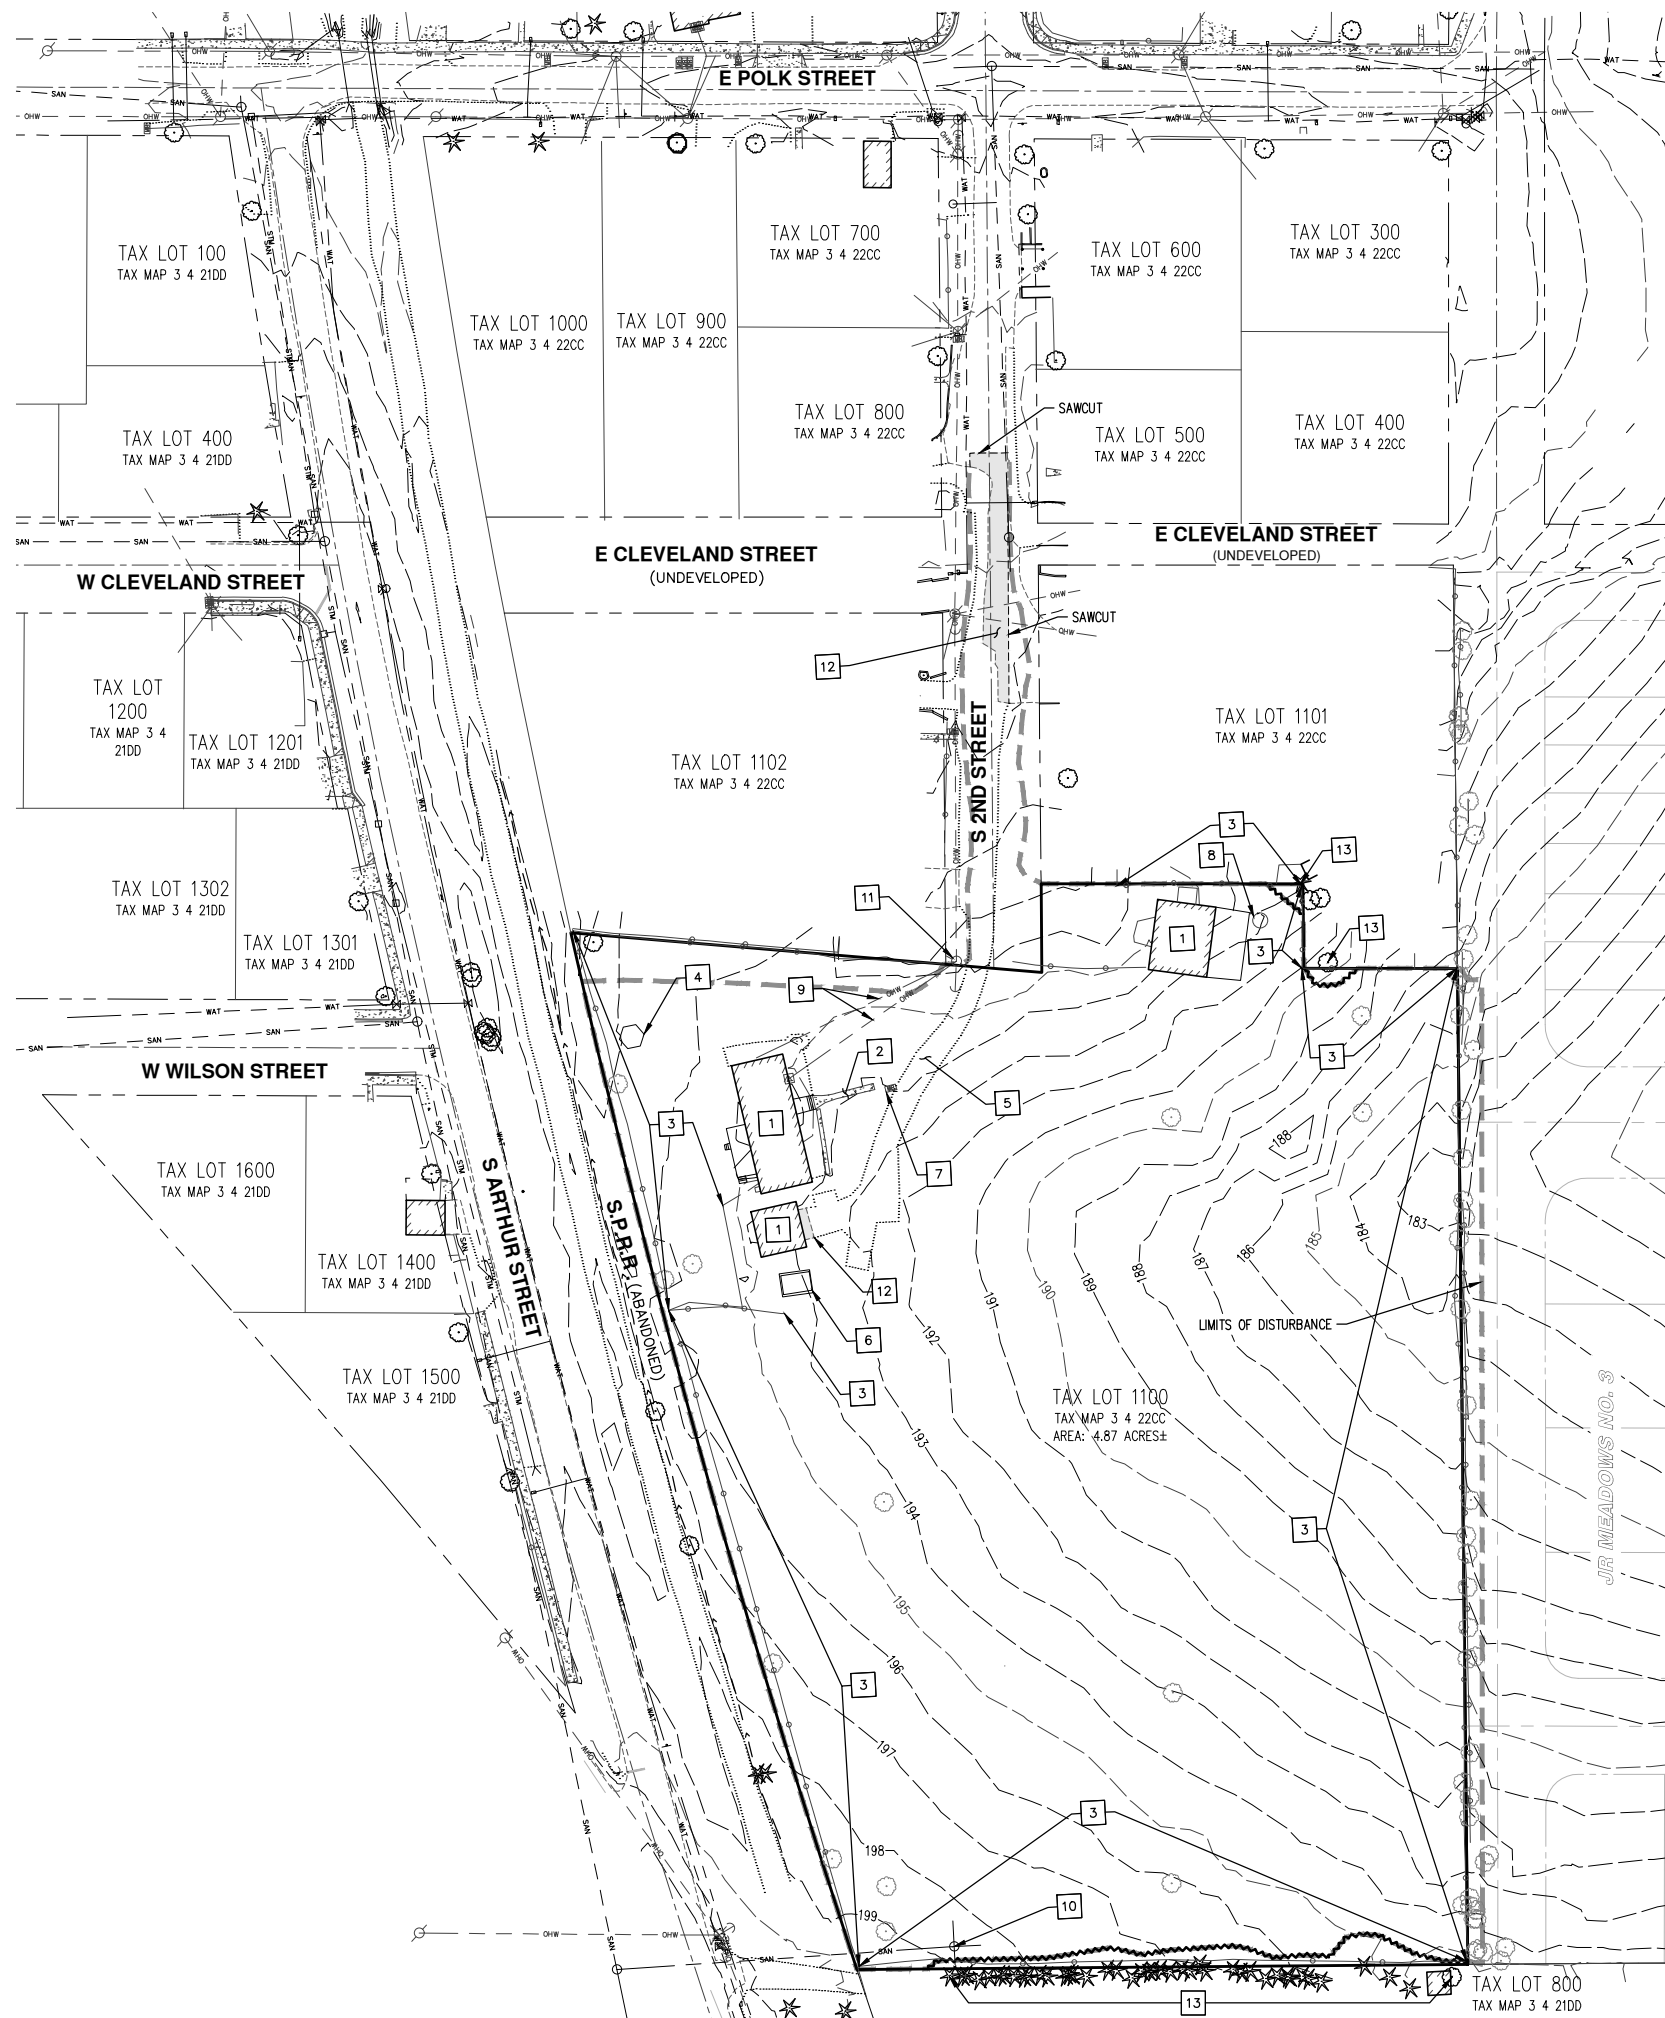 E POLK STREET
TAX LOT 100
TAX MAP 3 4 21DD
TAX LOT 700
TAX MAP 3 4 22CC
TAX LOT 600
TAX MAP 3 4 22CC
TAX LOT 300
TAX MAP 3 4 22CC
TAX LOT 1000
TAX MAP 3 4 22CC
TAX LOT 900
TAX MAP 3 4 22CC
TAX LOT 800
TAX MAP 3 4 22CC
SAWCUT
TAX LOT 500
TAX MAP 3 4 22CC
TAX LOT 400
TAX MAP 3 4 22CC
TAX LOT 400
TAX MAP 3 4 21DD
W CLEVELAND STREET
E CLEVELAND STREET
(UNDEVELOPED)
E CLEVELAND STREET
(UNDEVELOPED)
SAWCUT
12
TAX LOT
1200
TAX MAP 3 4
21DD
TAX LOT 1201
TAX MAP 3 4 21DD
TAX LOT 1102
TAX MAP 3 4 22CC
S 2ND STREET
TAX LOT 1101
TAX MAP 3 4 22CC
3
8
13
11
TAX LOT 1302
TAX MAP 3 4 21DD
TAX LOT 1301
TAX MAP 3 4 21DD
1
3
13
4
9
3
W WILSON STREET
2
5
7
3
1
1
12
6
3
188
183
184
185
186
187
188
189
190
191
192
193
194
195
196
197
198
199
TAX LOT 1600
TAX MAP 3 4 21DD
TAX LOT 1400
TAX MAP 3 4 21DD
S ARTHUR STREET
S.P.R.R. (ABANDONED)
LIMITS OF DISTURBANCE
TAX LOT 1500
TAX MAP 3 4 21DD
TAX LOT 1100
TAX MAP 3 4 22CC
AREA: 4.87 ACRES±
JR MEADOWS NO. 3
3
3
3
10
13
TAX LOT 800
TAX MAP 3 4 21DD
OHW
SAN
WAT
STM